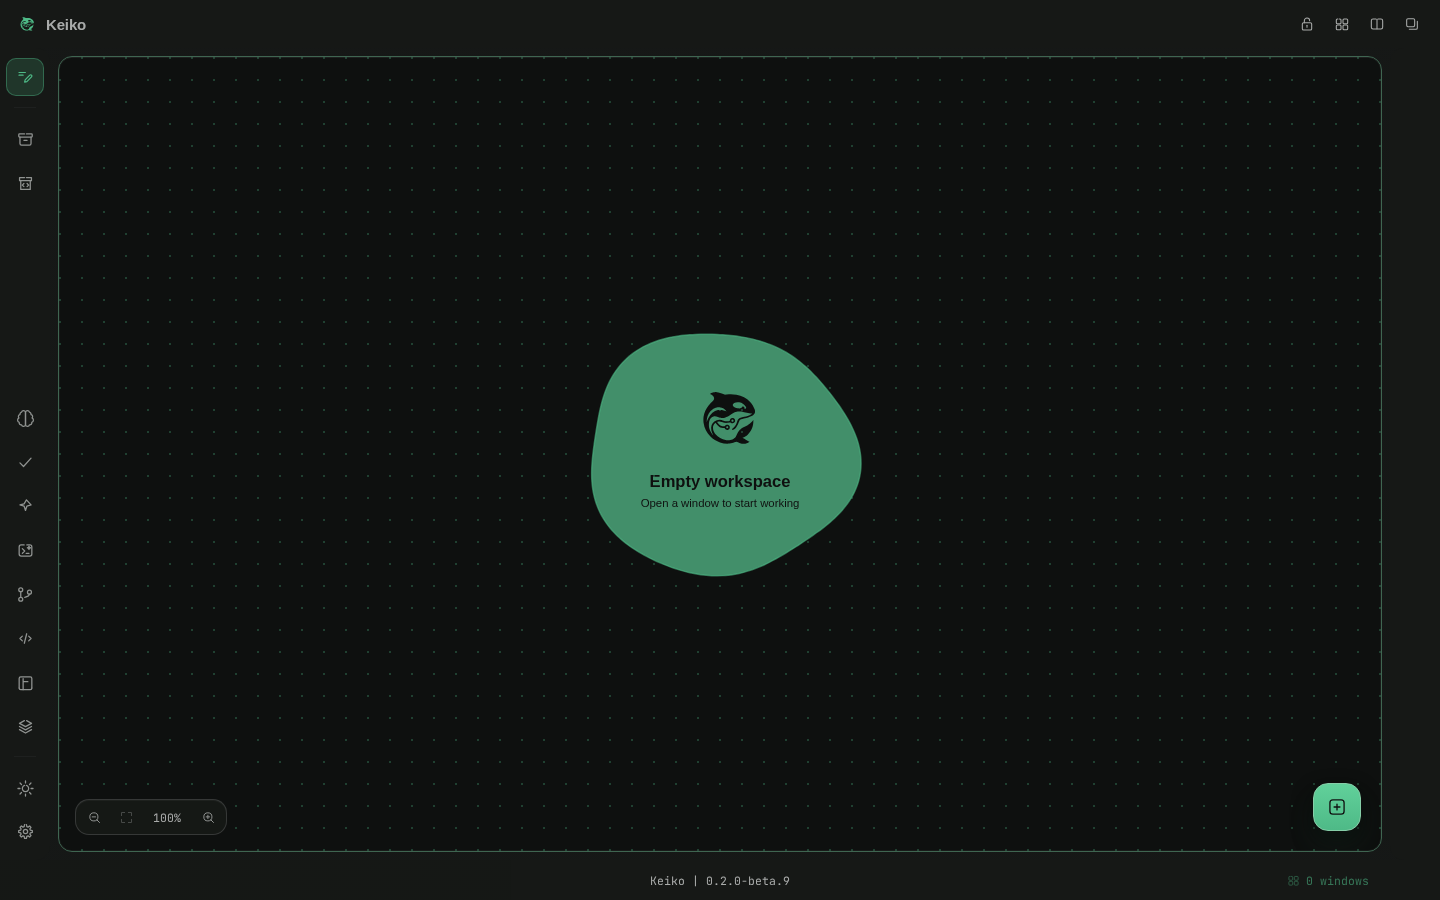 Keiko
Empty workspace
Open a window to start working
100%
Keiko | 0.2.0-beta.9
0 windows